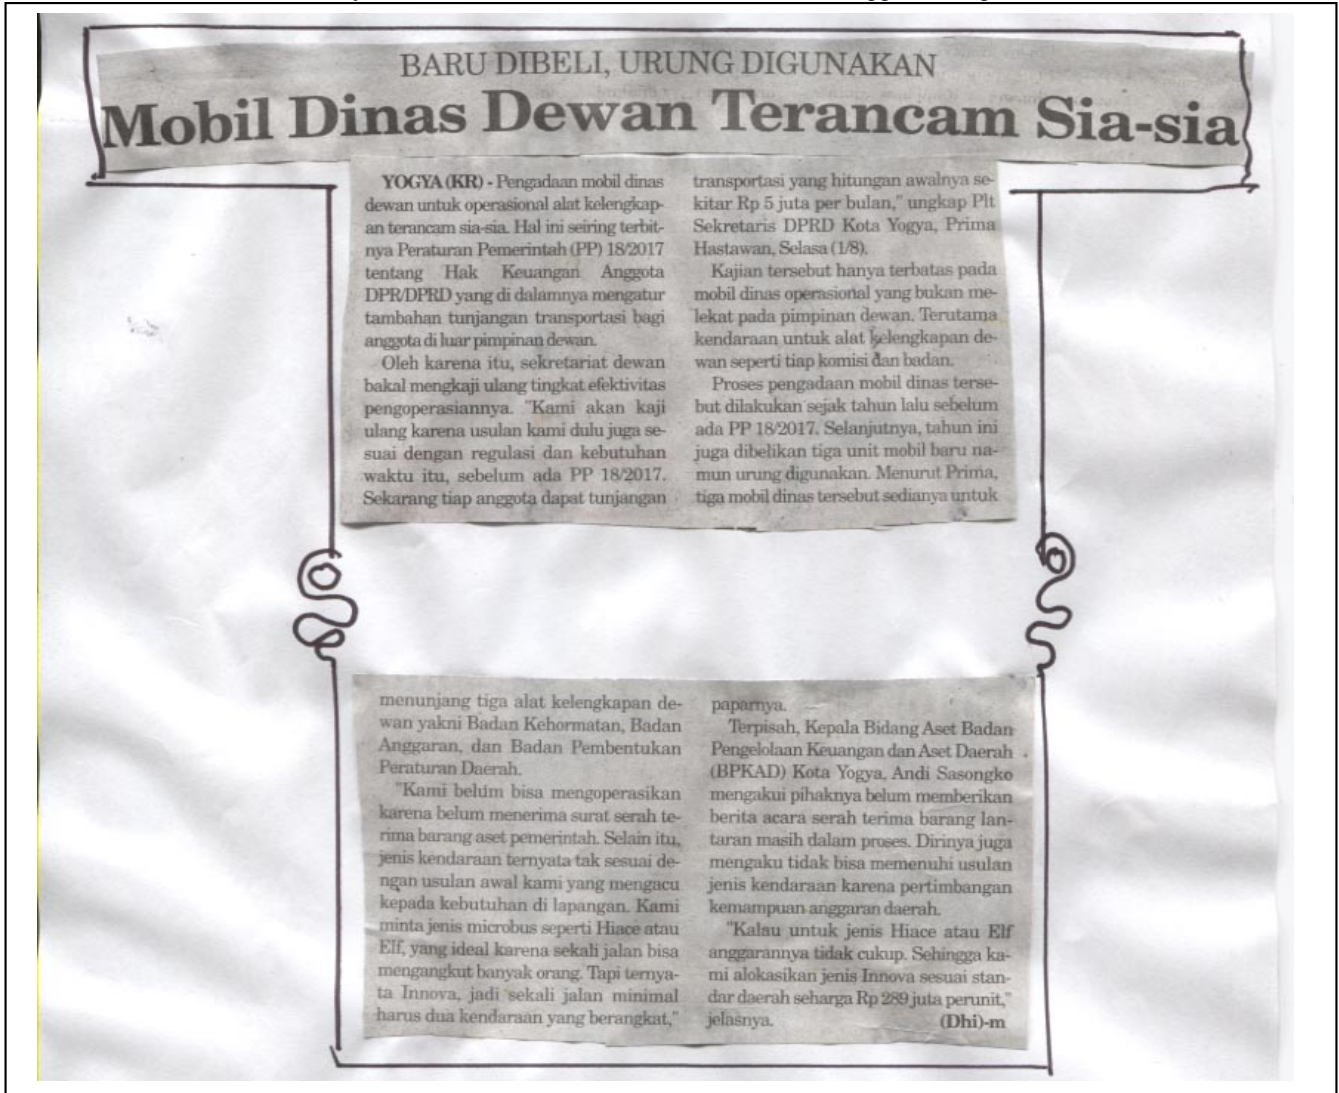 BARU DIBELI, URUNG DIGUNAKAN
Mobil Dinas Dewan Terancam Sia-sia
YOGYA (KR) - Pengadaan mobil dinas
dewan untuk operasional alat kelengkap-
an terancam sia-sia. Hal ini seiring terbit-
nya Peraturan Pemerintah (PP) 18/2017
tentang Hak Keuangan Anggota
DPR/DPRD yang di dalamnya mengatur
tambahan tunjangan transportasi bagi
anggota di luar pimpinan dewan.
Oleh karena itu, sekretariat dewan
bakal mengkaji ulang tingkat efektivitas
pengoperasiannya. "Kami akan kaji
ulang karena usulan kami dulu juga se-
suai dengan regulasi dan kebutuhan
waktu itu, sebelum ada PP 18/2017.
Sekarang tiap anggota dapat tunjangan
transportasi yang hitungan awalnya se-
kitar Rp 5 juta per bulan," ungkap Plt
Sekretaris DPRD Kota Yogya, Prima
Hastawan, Selasa (1/8).
Kajian tersebut hanya terbatas pada
mobil dinas operasional yang bukan me-
lekat pada pimpinan dewan. Terutama
kendaraan untuk alat kelengkapan de-
wan seperti tiap komisi dan badan.
Proses pengadaan mobil dinas terse-
but dilakukan sejak tahun lalu sebelum
ada PP 18/2017. Selanjutnya, tahun ini
juga dibelikan tiga unit mobil baru na-
mun urung digunakan. Menurut Prima,
tiga mobil dinas tersebut sedianya untuk
menunjang tiga alat kelengkapan de-
wan yakni Badan Kehormatan, Badan
Anggaran, dan Badan Pembentukan
Peraturan Daerah.
"Kami belum bisa mengoperasikan
karena belum menerima surat serah te-
rima barang aset pemerintah. Selain itu,
jenis kendaraan ternyata tak sesuai de-
ngan usulan awal kami yang mengacu
kepada kebutuhan di lapangan. Kami
minta jenis microbus seperti Hiace atau
Elf, yang ideal karena sekali jalan bisa
mengangkut banyak orang. Tapi ternya-
ta Innova, jadi sekali jalan minimal
harus dua kendaraan yang berangkat,"
paparnya.
Terpisah, Kepala Bidang Aset Badan
Pengelolaan Keuangan dan Aset Daerah
(BPKAD) Kota Yogya, Andi Sasongko
mengakui pihaknya belum memberikan
berita acara serah terima barang lan-
taran masih dalam proses. Dirinya juga
mengaku tidak bisa memenuhi usulan
jenis kendaraan karena pertimbangan
kemampuan anggaran daerah.
"Kalau untuk jenis Hiace atau Elf
anggarannya tidak cukup. Sehingga ka-
mi alokasikan jenis Innova sesuai stan-
dar daerah seharga Rp 289 juta perunit,"
jelasnya. (Dhi)-m